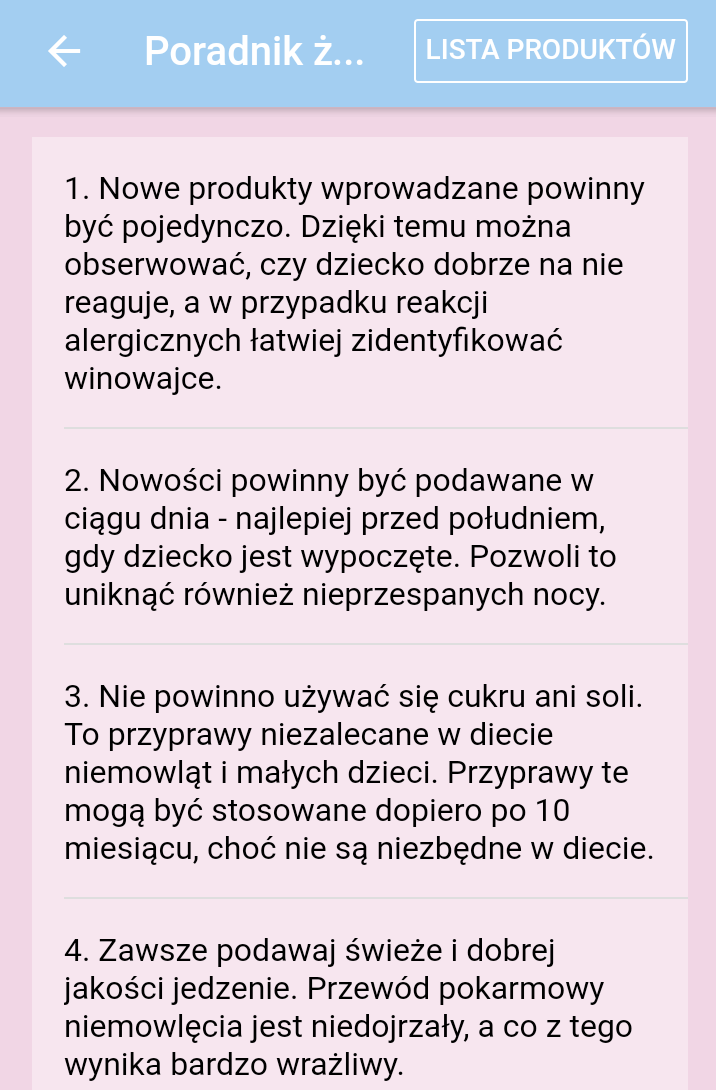 Poradnik ż...
LISTA PRODUKTÓW
1. Nowe produkty wprowadzane powinny
być pojedynczo. Dzięki temu można
obserwować, czy dziecko dobrze na nie
reaguje, a w przypadku reakcji
alergicznych łatwiej zidentyfikować
winowajce.
2. Nowości powinny być podawane w
ciągu dnia - najlepiej przed południem,
gdy dziecko jest wypoczęte. Pozwoli to
uniknąć również nieprzespanych nocy.
3. Nie powinno używać się cukru ani soli.
To przyprawy niezalecane w diecie
niemowląt i małych dzieci. Przyprawy te
mogą być stosowane dopiero po 10
miesiącu, choć nie są niezbędne w diecie.
4. Zawsze podawaj świeże i dobrej
jakości jedzenie. Przewód pokarmowy
niemowlęcia jest niedojrzały, a co z tego
wynika bardzo wrażliwy.